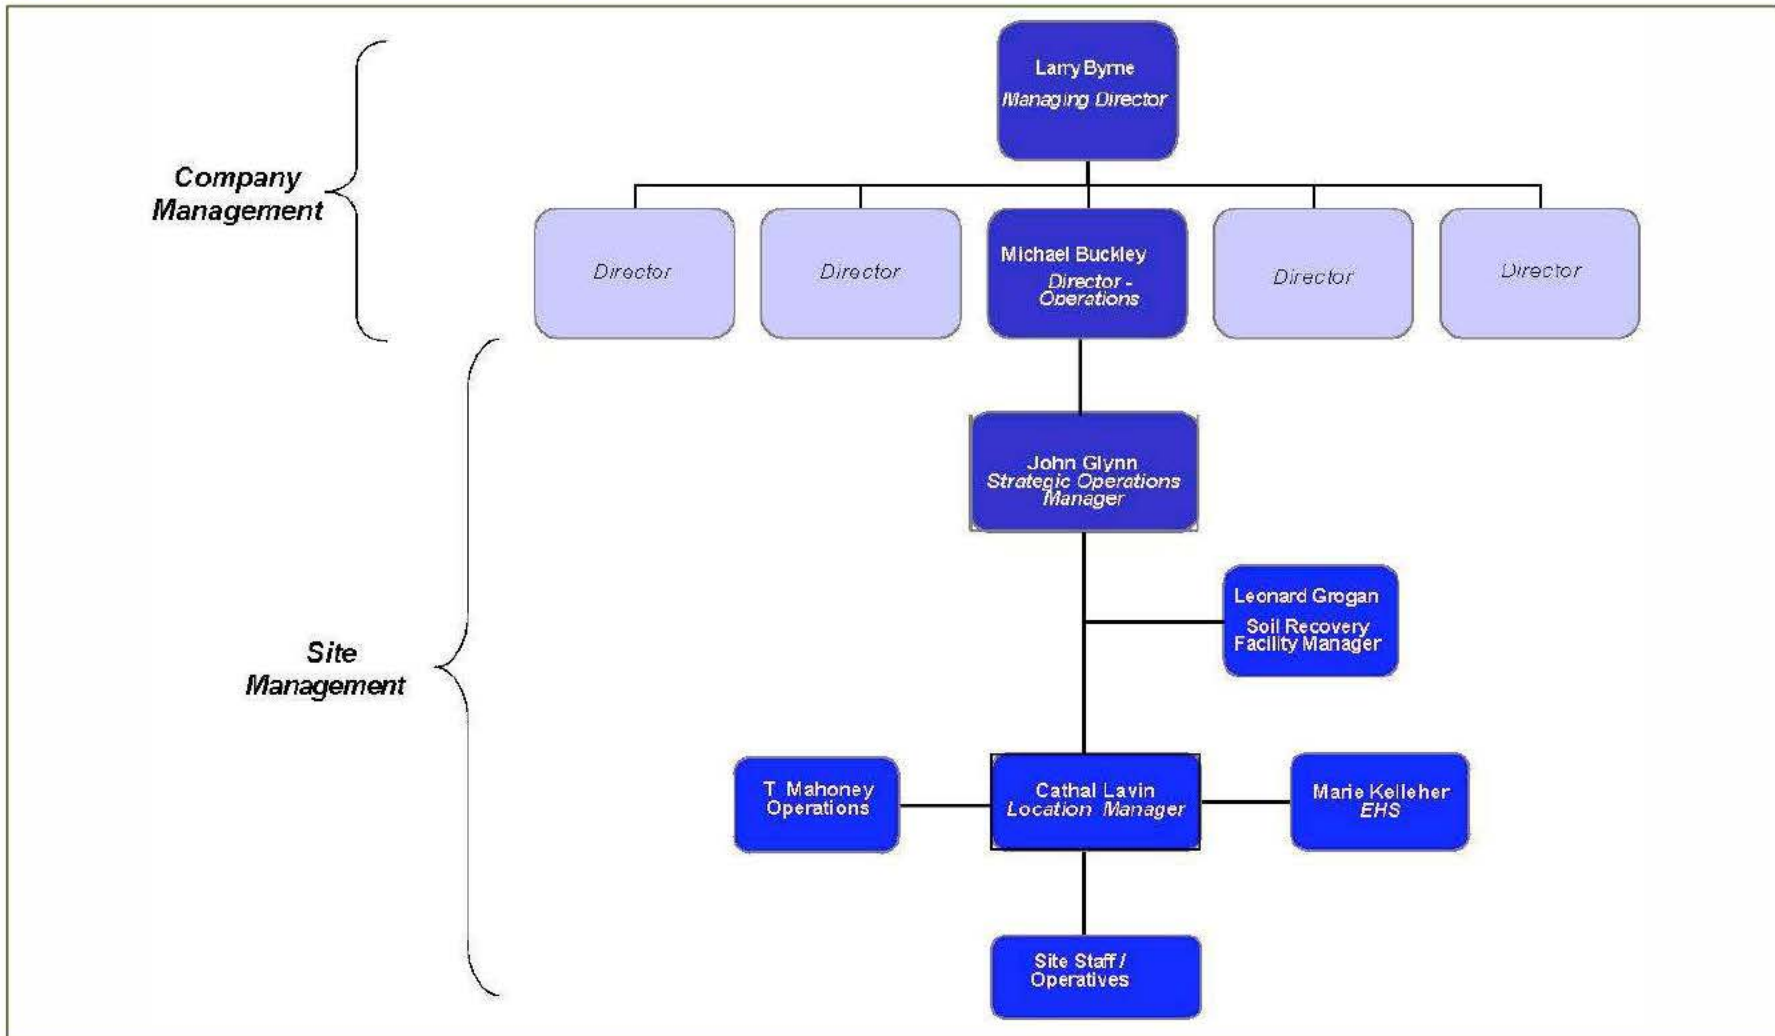 Larry Byrne
Managing Director
Company
Management
Director
Director
Michael Buckley
Director -
Operations
Director
Director
John Glynn
Strategic Operations
Manager
Leonard Grogan
Soil Recovery
Facility Manager
Site
Management
T Mahoney
Operations
Cathal Lavin
Location Manager
Marie Kelleher
EHS
Site Staff /
Operatives